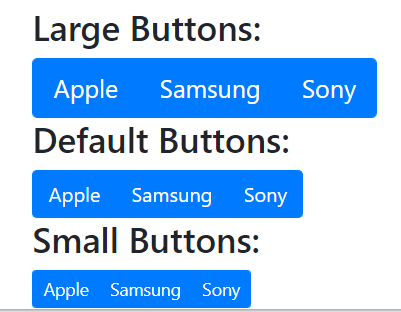 Large Buttons:
Apple Samsung Sony
Default Buttons:
Apple Samsung Sony
Small Buttons:
Apple Samsung Sony